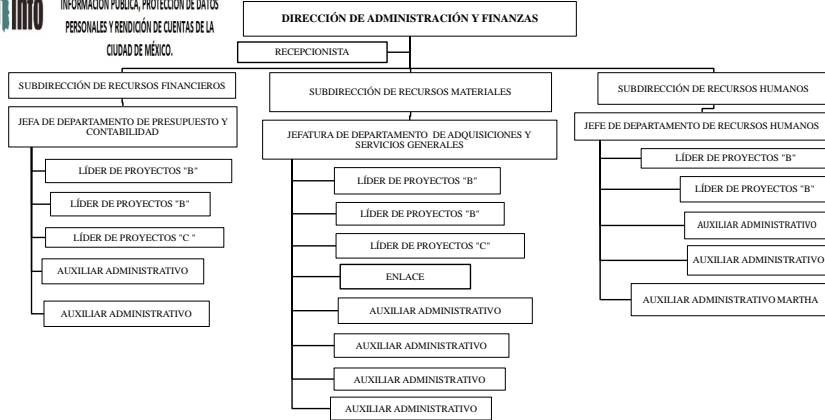 info
INFORMACIÓN PÚBLICA, PROTECCIÓN DE DATOS
PERSONALES Y RENDICIÓN DE CUENTAS DE LA
CIUDAD DE MÉXICO.
DIRECCIÓN DE ADMINISTRACIÓN Y FINANZAS
RECEPCIONISTA
SUBDIRECCIÓN DE RECURSOS FINANCIEROS
JEFA DE DEPARTAMENTO DE PRESUPUESTO Y
CONTABILIDAD
LÍDER DE PROYECTOS "B"
LÍDER DE PROYECTOS "B"
LÍDER DE PROYECTOS "C "
AUXILIAR ADMINISTRATIVO
AUXILIAR ADMINISTRATIVO
SUBDIRECCIÓN DE RECURSOS MATERIALES
JEFATURA DE DEPARTAMENTO DE ADQUISICIONES Y
SERVICIOS GENERALES
LÍDER DE PROYECTOS "B"
LÍDER DE PROYECTOS "B"
LÍDER DE PROYECTOS "C"
ENLACE
AUXILIAR ADMINISTRATIVO
AUXILIAR ADMINISTRATIVO
AUXILIAR ADMINISTRATIVO
AUXILIAR ADMINISTRATIVO
SUBDIRECCIÓN DE RECURSOS HUMANOS
JEFE DE DEPARTAMENTO DE RECURSOS HUMANOS
LÍDER DE PROYECTOS "B"
LÍDER DE PROYECTOS "B"
AUXILIAR ADMINISTRATIVO
AUXILIAR ADMINISTRATIVO
AUXILIAR ADMINISTRATIVO MARTHA